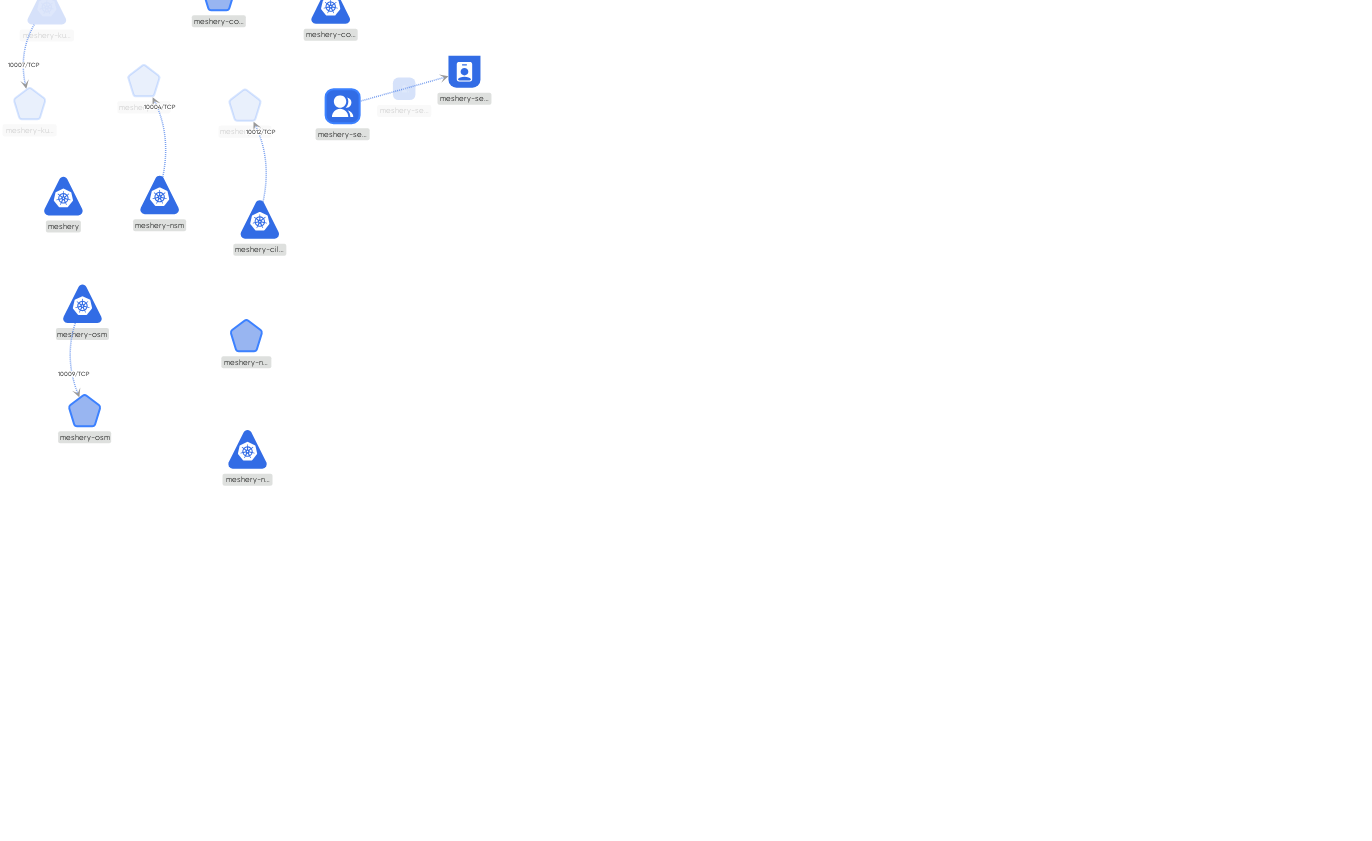 meshery-co...
meshery-co...
meshery-ku...
10007/TCP
meshery-se...
10004/TCP
meshery-se...
meshery-ku...
10012/TCP
meshery-se...
meshery
meshery-nsm
meshery-cil...
meshery-osm
meshery-n...
10009/TCP
meshery-osm
meshery-n...